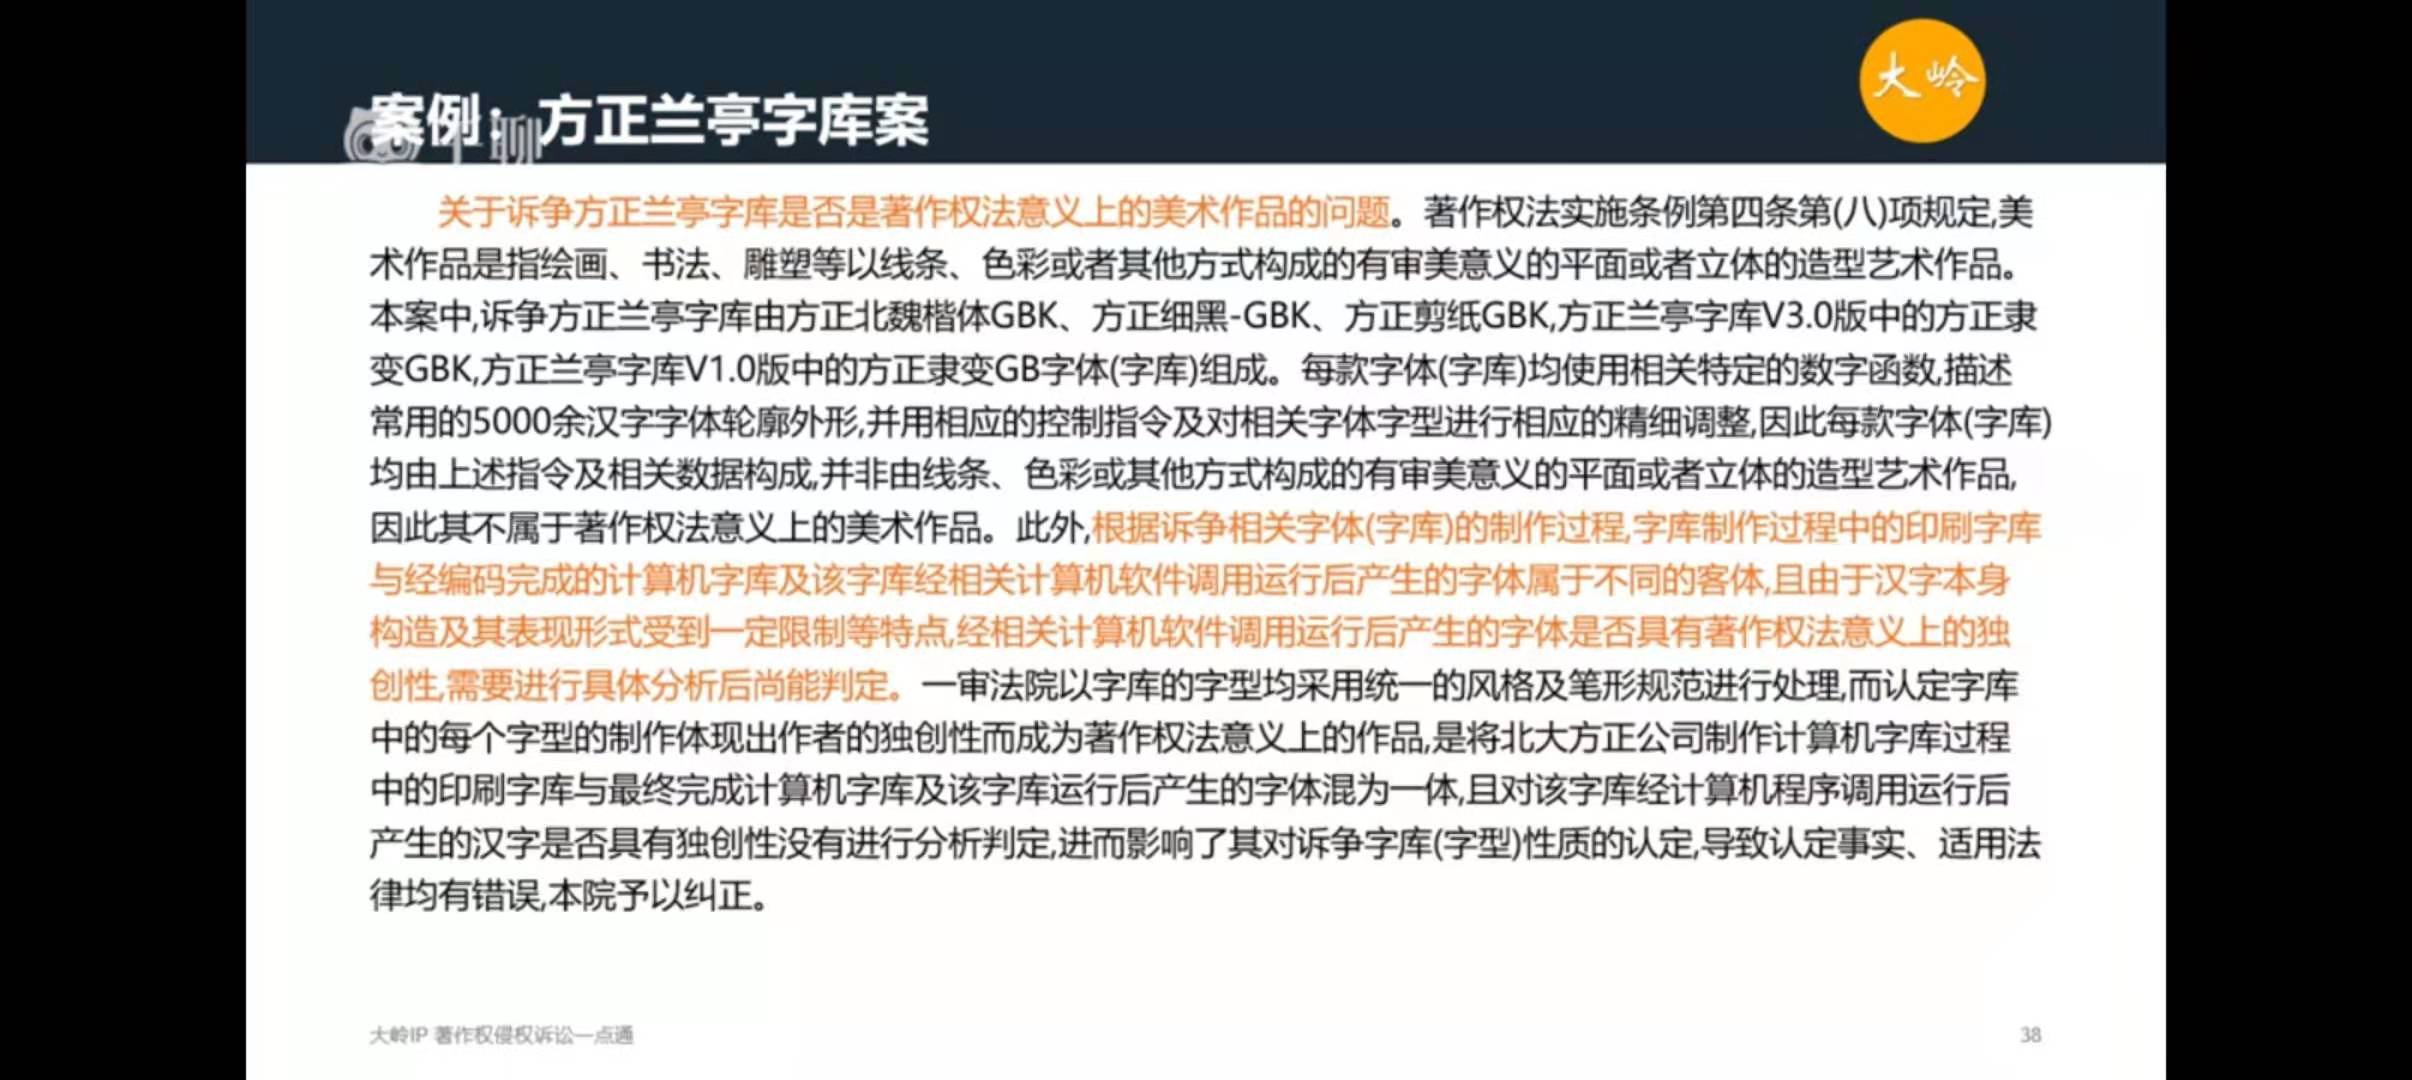 大岭
案例：方正兰亭字库案
千聊
关于诉争方正兰亭字库是否是著作权法意义上的美术作品的问题。著作权法实施条例第四条第(八)项规定,美
术作品是指绘画、书法、雕塑等以线条、色彩或者其他方式构成的有审美意义的平面或者立体的造型艺术作品。
本案中,诉争方正兰亭字库由方正北魏楷体GBK、方正细黑-GBK、方正剪纸GBK,方正兰亭字库V3.0版中的方正隶
变GBK,方正兰亭字库V1.0版中的方正隶变GB字体(字库)组成。每款字体(字库)均使用相关特定的数字函数,描述
常用的5000余汉字字体轮廓外形,并用相应的控制指令及对相关字体字型进行相应的精细调整,因此每款字体(字库)
均由上述指令及相关数据构成,并非由线条、色彩或其他方式构成的有审美意义的平面或者立体的造型艺术作品,
因此其不属于著作权法意义上的美术作品。此外,根据诉争相关字体(字库)的制作过程,字库制作过程中的印刷字库
与经编码完成的计算机字库及该字库经相关计算机软件调用运行后产生的字体属于不同的客体,且由于汉字本身
构造及其表现形式受到一定限制等特点,经相关计算机软件调用运行后产生的字体是否具有著作权法意义上的独
创性,需要进行具体分析后尚能判定。一审法院以字库的字型均采用统一的风格及笔形规范进行处理,而认定字库
中的每个字型的制作体现出作者的独创性而成为著作权法意义上的作品,是将北大方正公司制作计算机字库过程
中的印刷字库与最终完成计算机字库及该字库运行后产生的字体混为一体,且对该字库经计算机程序调用运行后
产生的汉字是否具有独创性没有进行分析判定,进而影响了其对诉争字库(字型)性质的认定,导致认定事实、适用法
律均有错误,本院予以纠正。
大岭IP 著作权侵权诉讼一点通
38